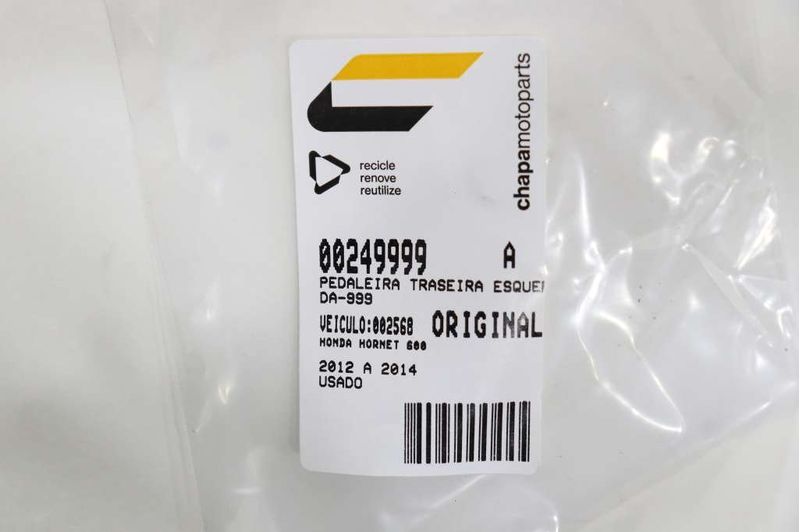 chapamotoparts
recicle
renove
reutilize
00249999 A
PEDALEIRA TRASEIRA ESQUER
DA-999
VEICULO:002568 ORIGINAL
HONDA HORNET 600
2012 A 2014
USADO